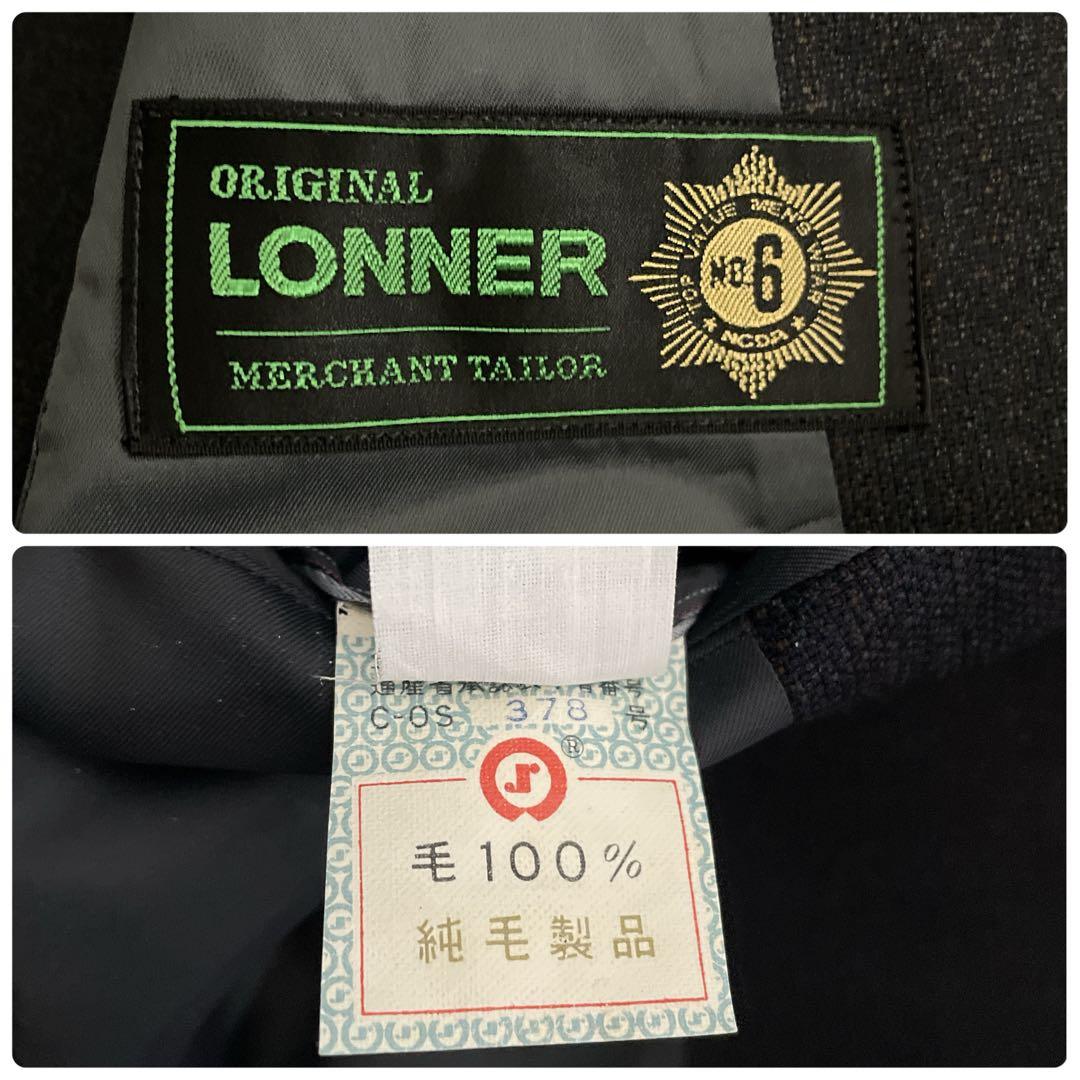 ORIGINAL
LONNER
MERCHANT TAILOR
TOP VALUE MEN'S WEAR
No.6
★ NCDA ★
C-OS 378 号
®
毛100%
純毛製品